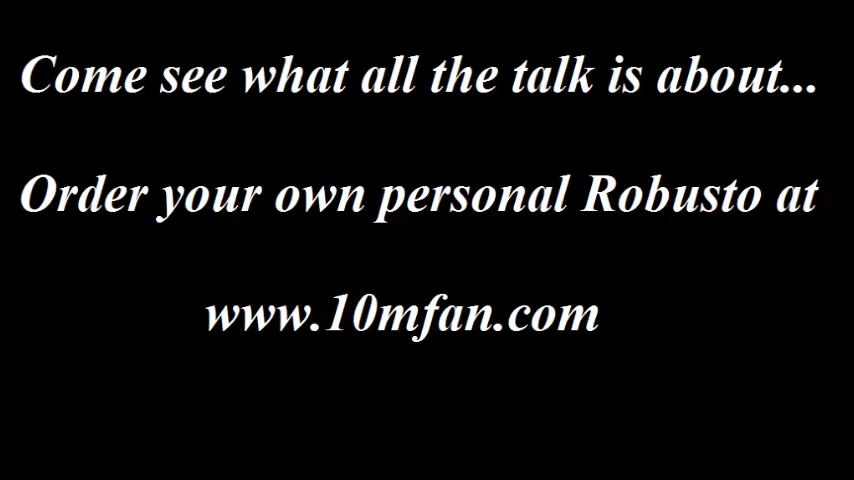 Come see what all the talk is about...
Order your own personal Robusto at
www.10mfan.com